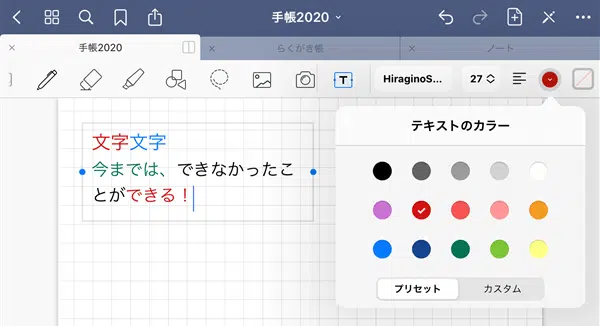 手帳2020
手帳2020
らくがき帳
ノート
T
HiraginoS...
27
テキストのカラー
文字文字
今までは、できなかったこ
とができる！
プリセット
カスタム